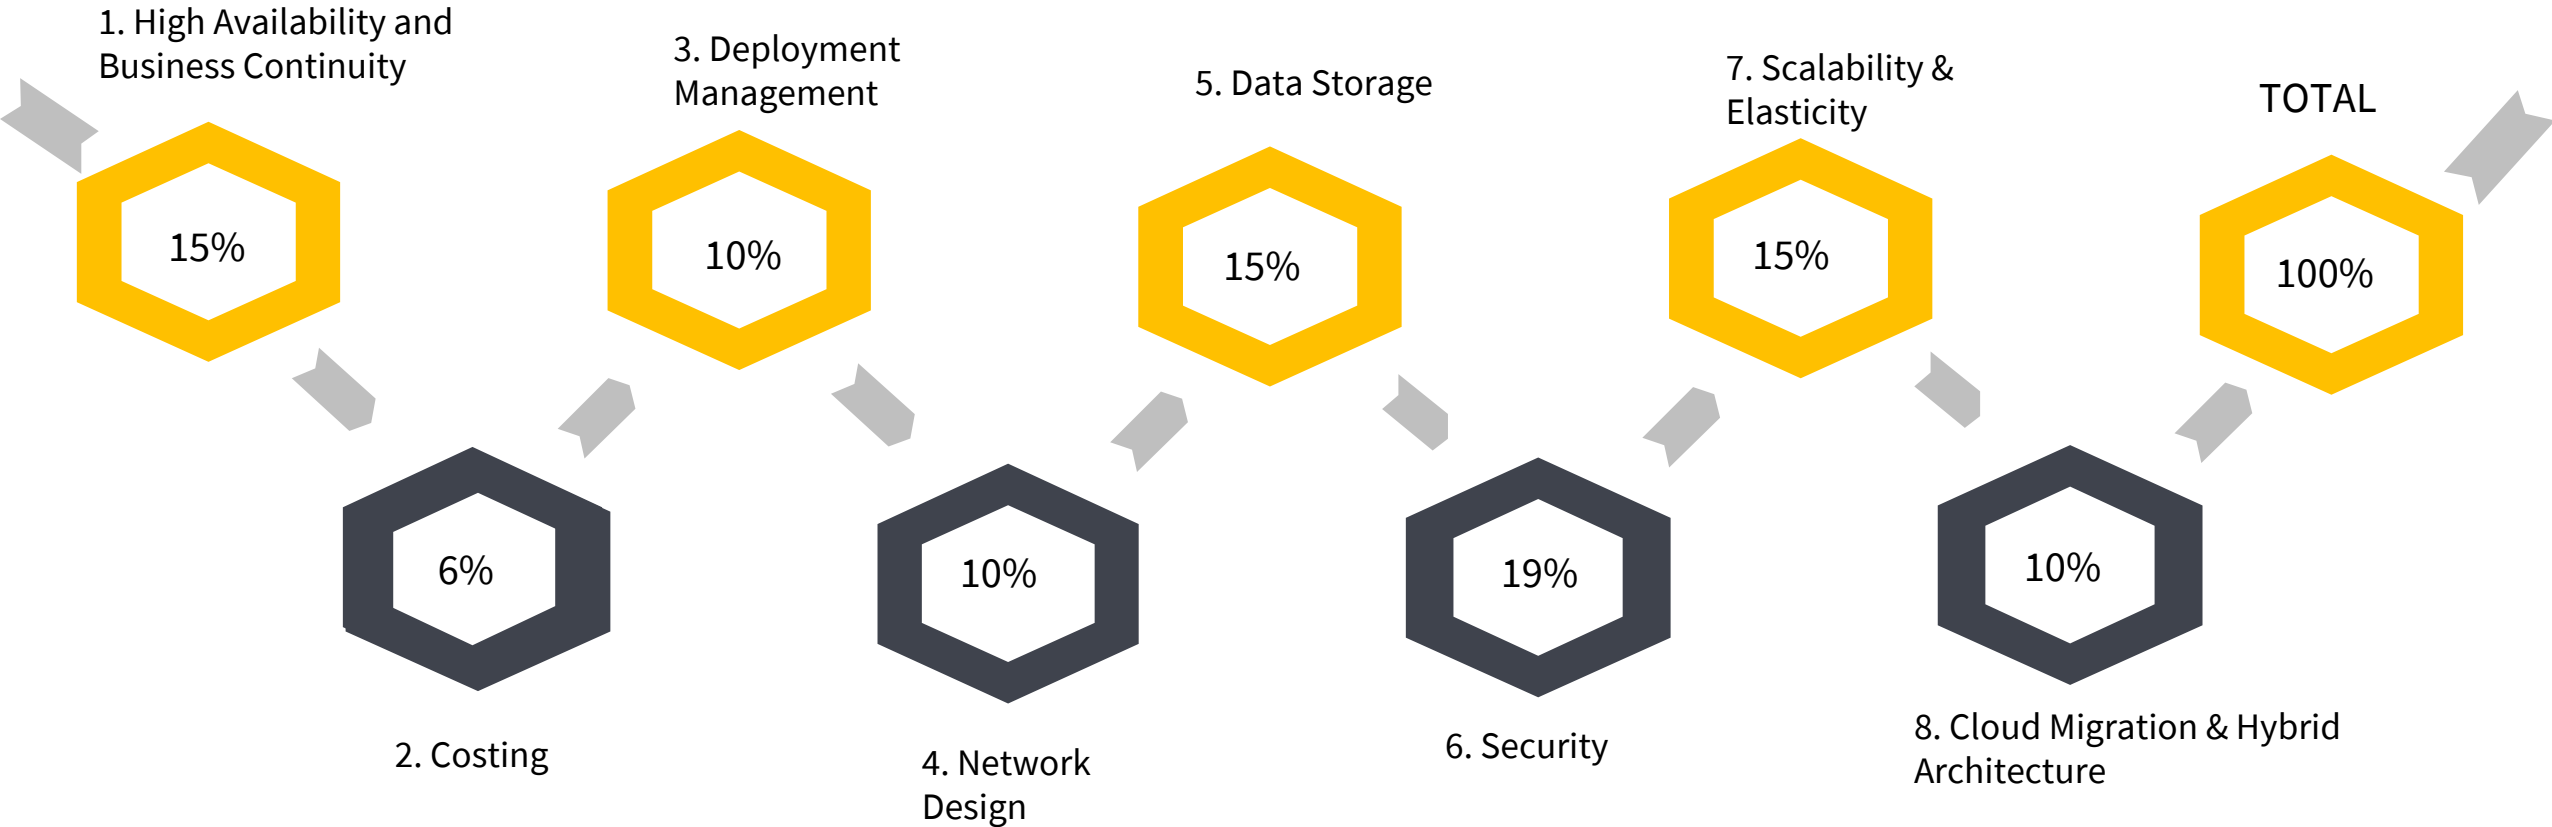 1. High Availability and
Business Continuity
15%
2. Costing
6%
3. Deployment
Management
10%
4. Network
Design
10%
5. Data Storage
15%
6. Security
19%
7. Scalability &
Elasticity
15%
8. Cloud Migration & Hybrid
Architecture
10%
TOTAL
100%